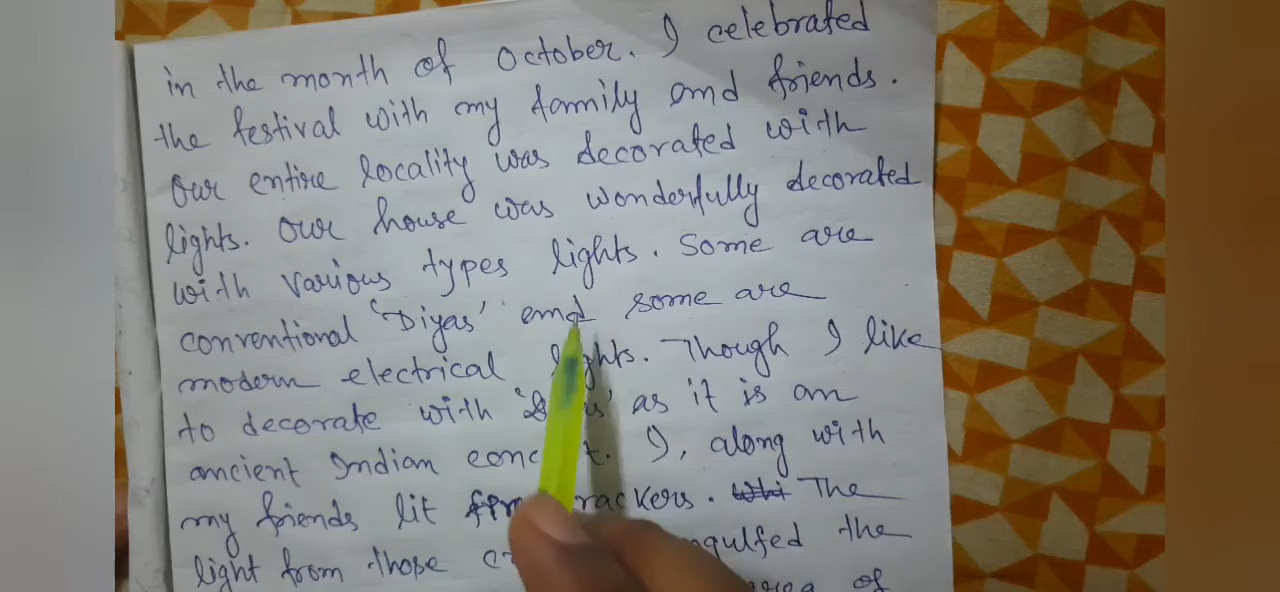 in the month of October. I celebrated
the festival with my family and friends.
Our entire locality was decorated with
lights. Our house was wonderfully decorated
with various types lights. Some are
conventional 'Diyas' and some are
modern electrical lights. Though I like
to decorate with as it is an
ancient Indian I, along with
my friends lit The
light from those the
area of